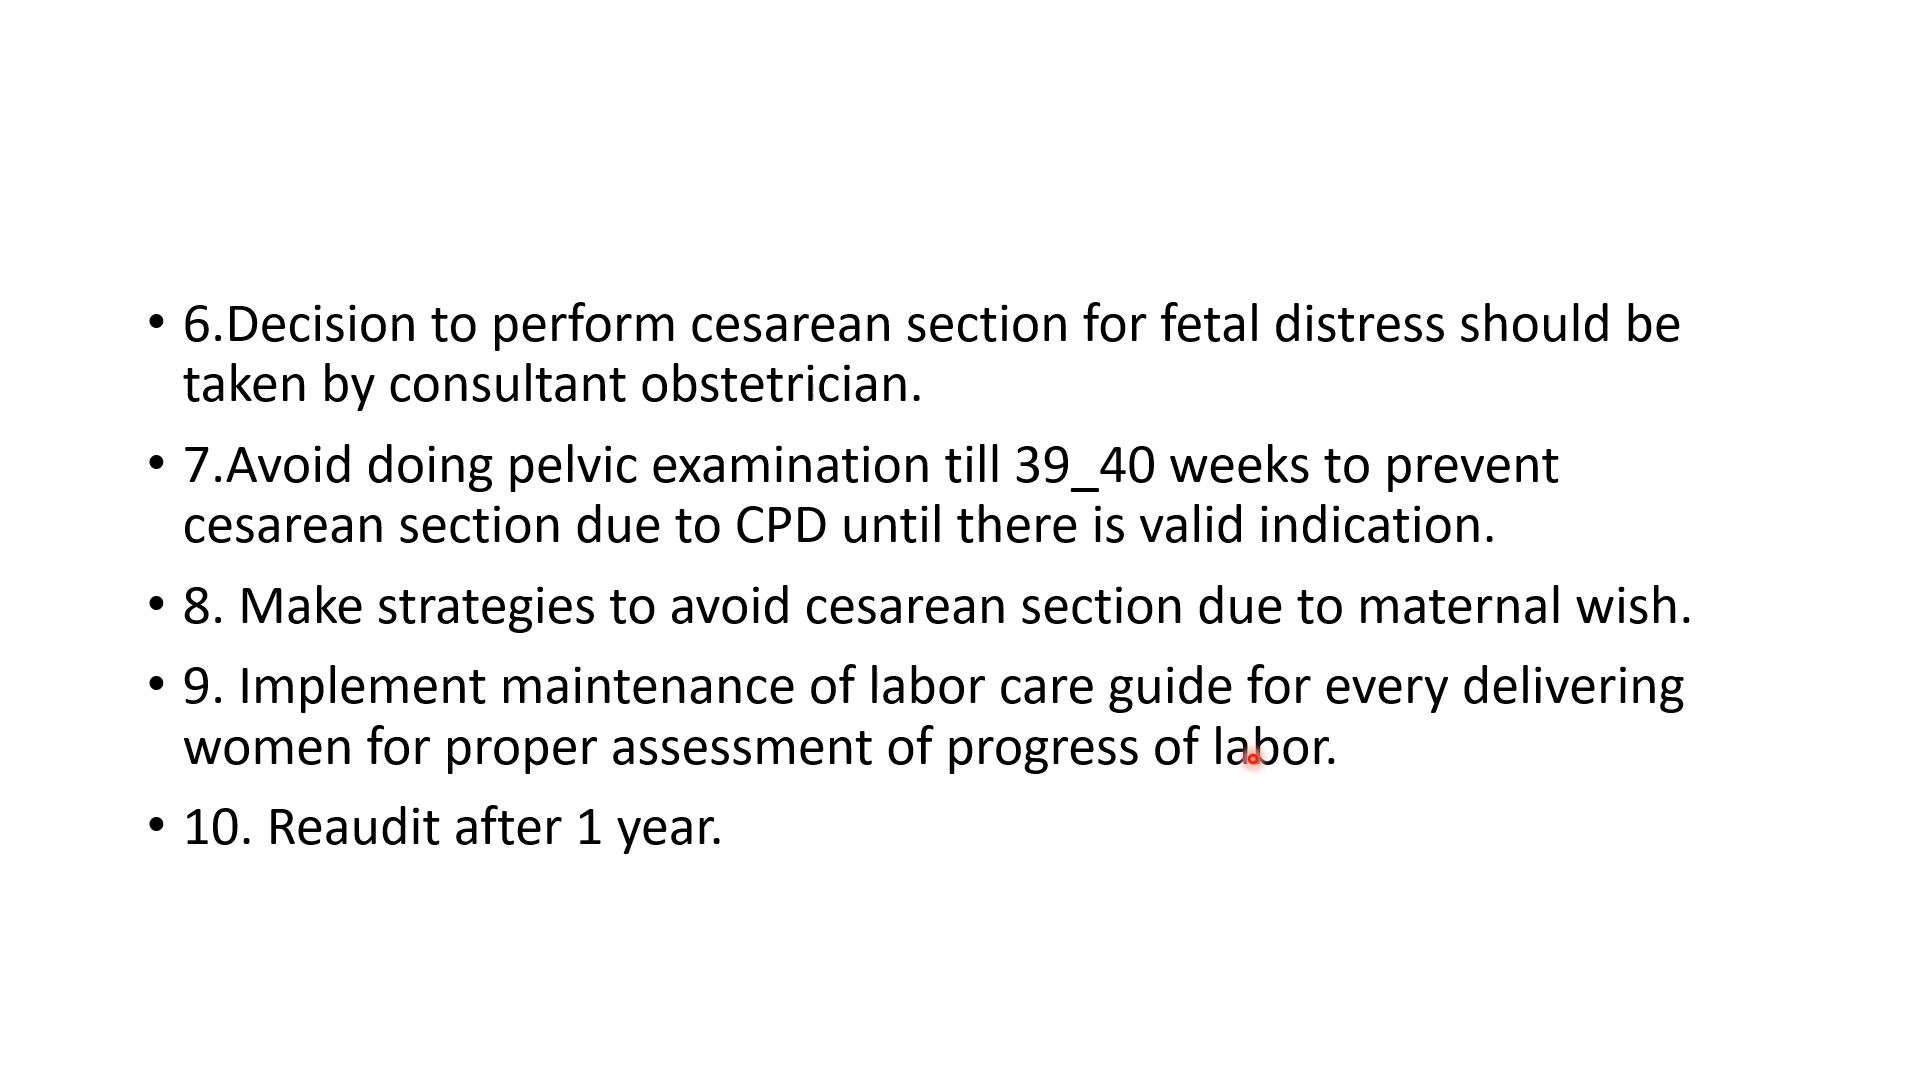 • 6.Decision to perform cesarean section for fetal distress should be
taken by consultant obstetrician.
• 7.Avoid doing pelvic examination till 39_40 weeks to prevent
cesarean section due to CPD until there is valid indication.
• 8. Make strategies to avoid cesarean section due to maternal wish.
• 9. Implement maintenance of labor care guide for every delivering
women for proper assessment of progress of labor.
• 10. Reaudit after 1 year.